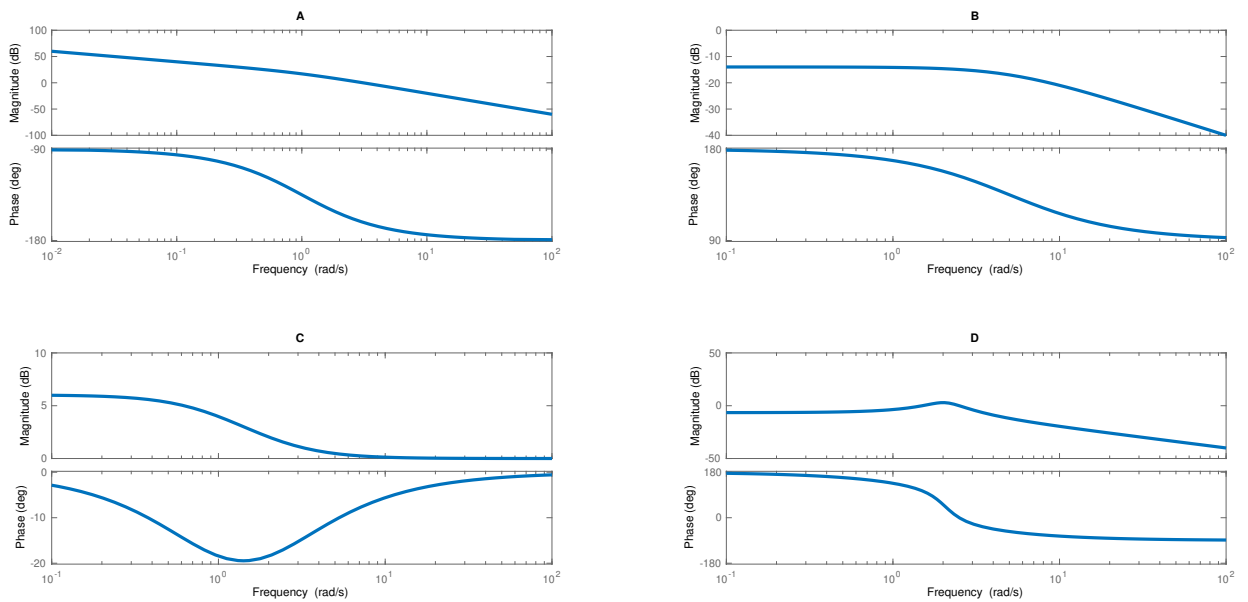 A
Magnitude (dB)
100
50
0
-50
-100
Phase (deg)
-90
-180
10^-2
10^-1
10^0
10^1
10^2
Frequency (rad/s)
B
Magnitude (dB)
0
-10
-20
-30
-40
Phase (deg)
180
90
10^-1
10^0
10^1
10^2
Frequency (rad/s)
C
Magnitude (dB)
10
5
0
Phase (deg)
0
-10
-20
10^-1
10^0
10^1
10^2
Frequency (rad/s)
D
Magnitude (dB)
50
0
-50
Phase (deg)
180
0
-180
10^-1
10^0
10^1
10^2
Frequency (rad/s)